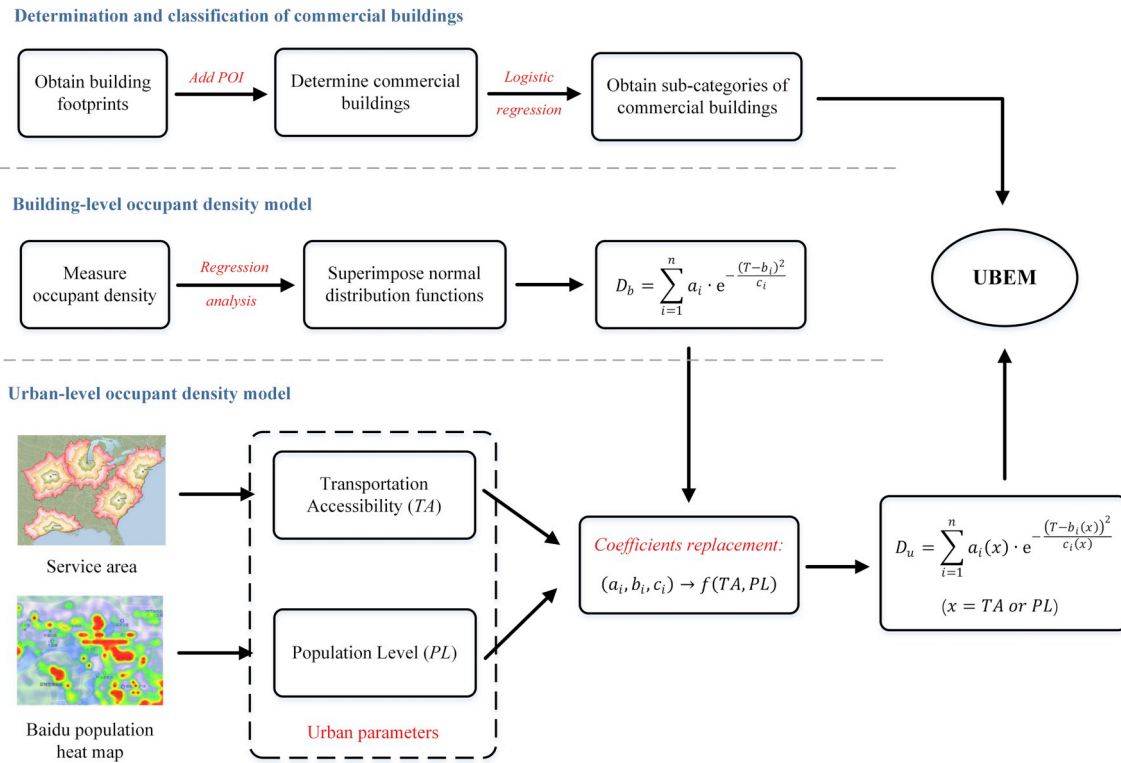 Determination and classification of commercial buildings
Obtain building
footprints
Add POI
Determine commercial
buildings
Logistic
regression
Obtain sub-categories of
commercial buildings
Building-level occupant density model
Measure
occupant density
Regression
analysis
Superimpose normal
distribution functions
D_b = \sum_{i=1}^{n} a_i · e^{-\frac{(T-b_i)^2}{c_i}}
UBEM
Urban-level occupant density model
Service area
Transportation
Accessibility (TA)
Baidu population
heat map
Population Level (PL)
Urban parameters
Coefficients replacement:
(a_i, b_i, c_i) → f(TA, PL)
D_u = \sum_{i=1}^{n} a_i(x) · e^{-\frac{(T-b_i(x))^2}{c_i(x)}}
(x = TA or PL)